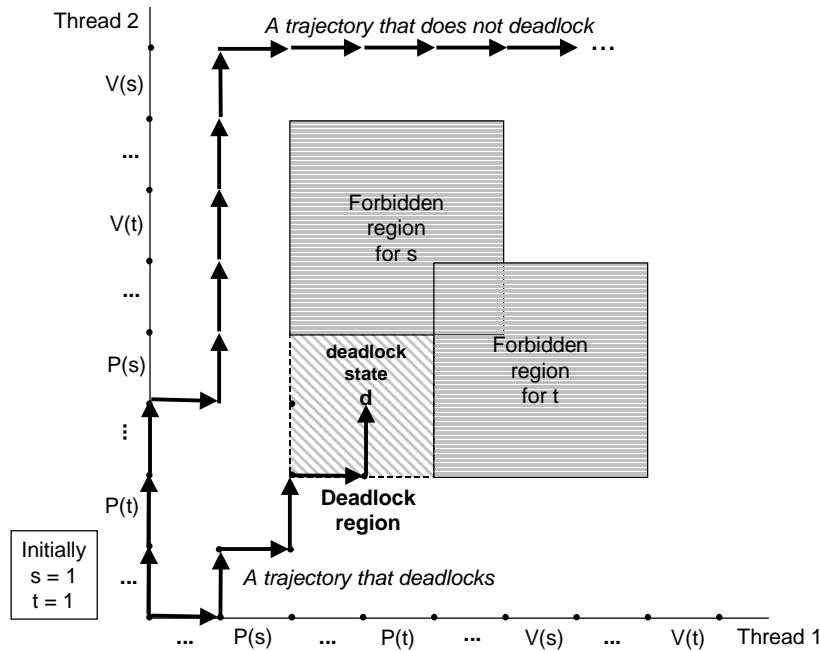 Thread 2
A trajectory that does not deadlock
...
V(s)
...
V(t)
...
P(s)
...
P(t)
...
Forbidden
region
for s
Forbidden
region
for t
deadlock
state
d
Deadlock
region
Initially
s = 1
t = 1
A trajectory that deadlocks
... P(s) ... P(t) ... V(s) ... V(t) Thread 1